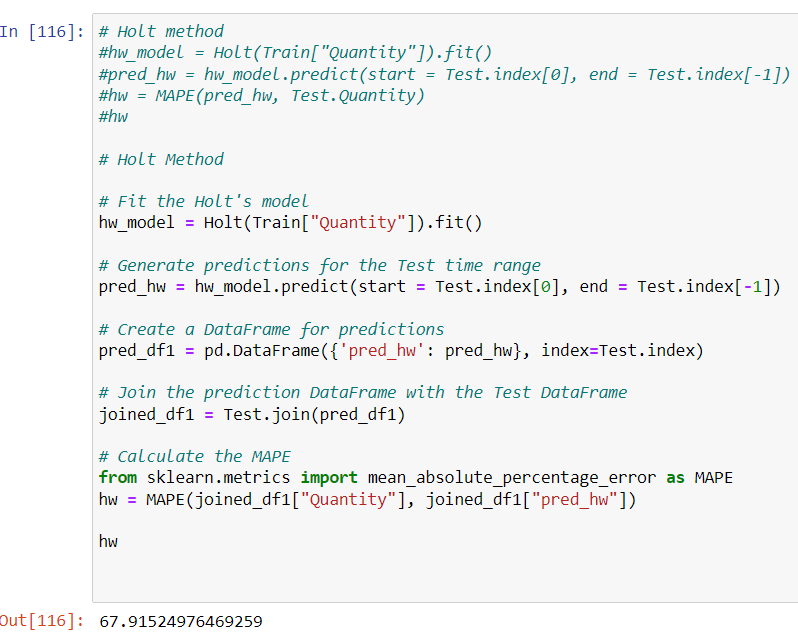 In [116]: # Holt method
#hw_model = Holt(Train["Quantity"]).fit()
#pred_hw = hw_model.predict(start = Test.index[0], end = Test.index[-1])
#hw = MAPE(pred_hw, Test.Quantity)
#hw
# Holt Method
# Fit the Holt's model
hw_model = Holt(Train["Quantity"]).fit()
# Generate predictions for the Test time range
pred_hw = hw_model.predict(start = Test.index[0], end = Test.index[-1])
# Create a DataFrame for predictions
pred_df1 = pd.DataFrame({'pred_hw': pred_hw}, index=Test.index)
# Join the prediction DataFrame with the Test DataFrame
joined_df1 = Test.join(pred_df1)
# Calculate the MAPE
from sklearn.metrics import mean_absolute_percentage_error as MAPE
hw = MAPE(joined_df1["Quantity"], joined_df1["pred_hw"])
hw
Out[116]: 67.91524976469259